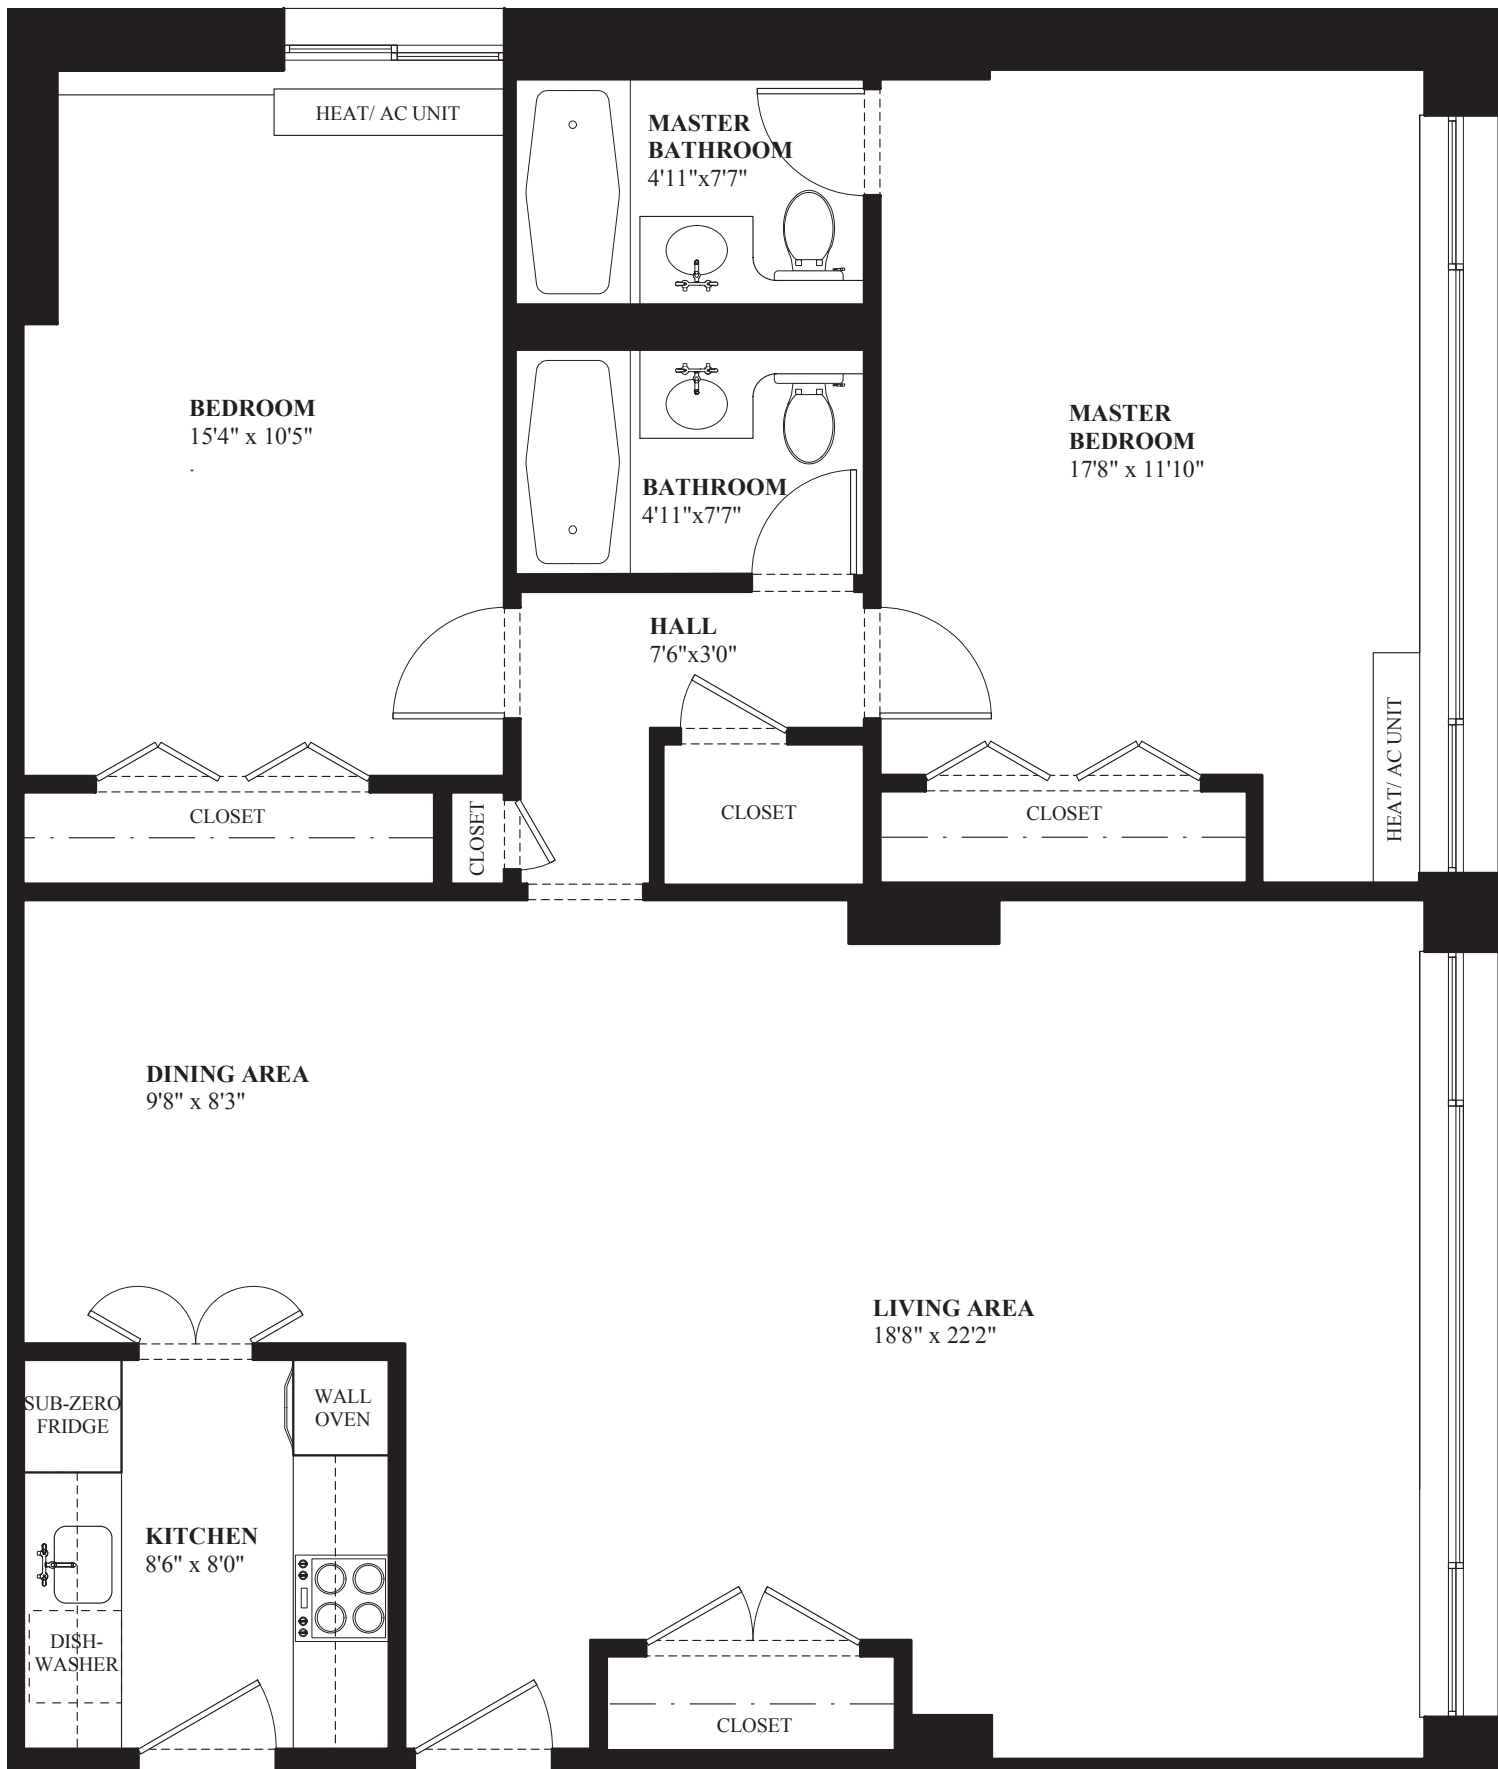 HEAT/ AC UNIT
MASTER
BATHROOM
4'11"x7'7"
BEDROOM
15'4" x 10'5"
.
MASTER
BEDROOM
17'8" x 11'10"
BATHROOM
4'11"x7'7"
HALL
7'6"x3'0"
HEAT/ AC UNIT
CLOSET
CLOSET
CLOSET
CLOSET
DINING AREA
9'8" x 8'3"
LIVING AREA
18'8" x 22'2"
SUB-ZERO
FRIDGE
WALL
OVEN
KITCHEN
8'6" x 8'0"
DISH-
WASHER
CLOSET